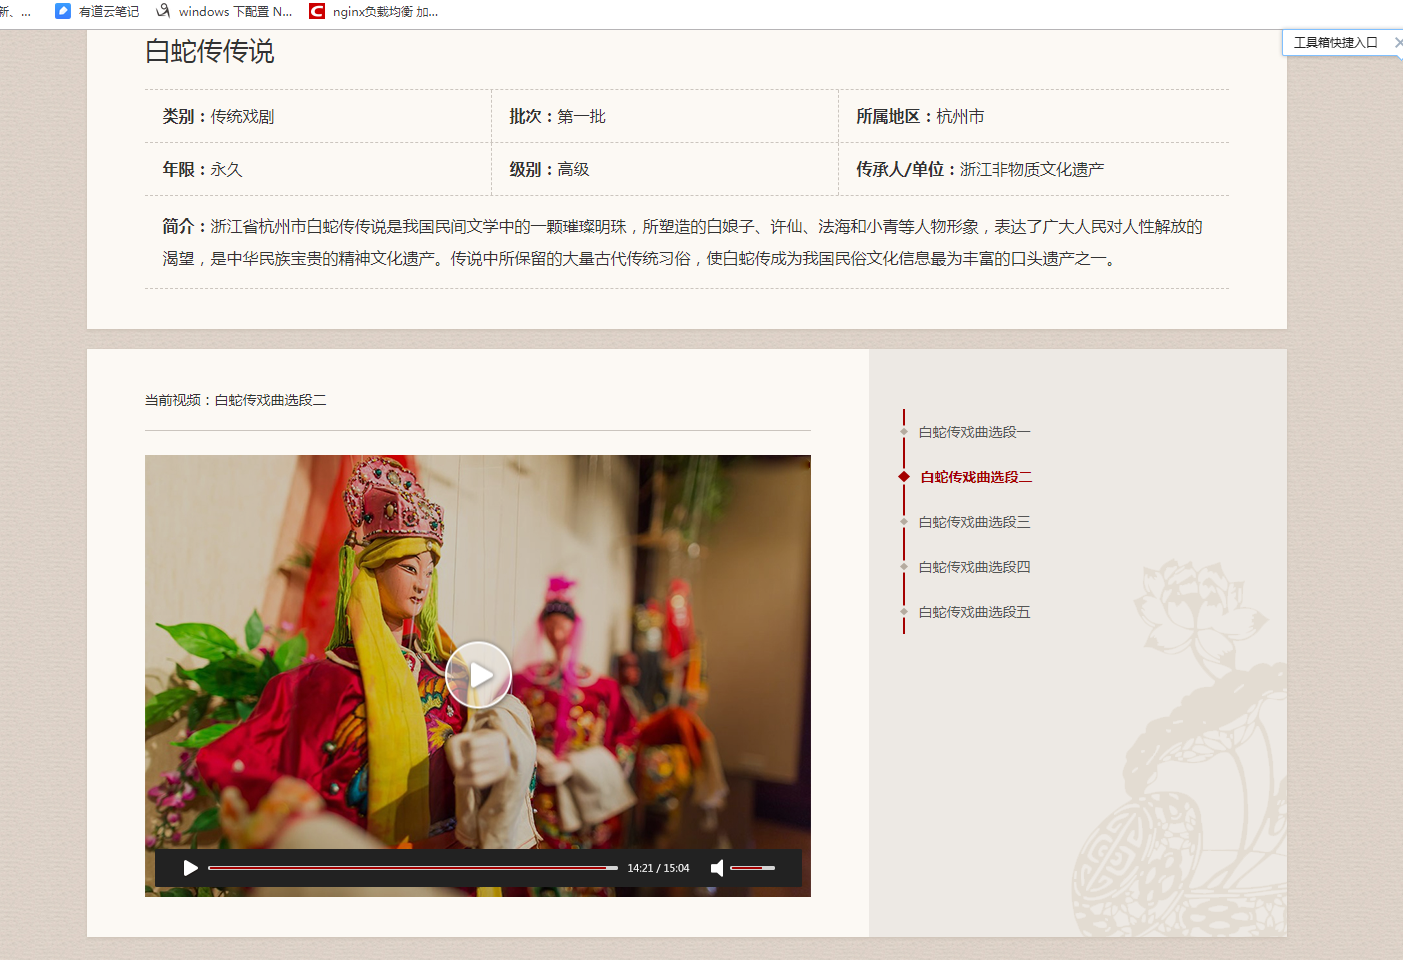 新、...
有道云笔记
windows 下配置 N...
nginx负载均衡 加...
工具箱快捷入口
白蛇传传说
类别：传统戏剧
批次：第一批
所属地区：杭州市
年限：永久
级别：高级
传承人/单位：浙江非物质文化遗产
简介：浙江省杭州市白蛇传传说是我国民间文学中的一颗璀璨明珠，所塑造的白娘子、许仙、法海和小青等人物形象，表达了广大人民对人性解放的
渴望，是中华民族宝贵的精神文化遗产。传说中所保留的大量古代传统习俗，使白蛇传成为我国民俗文化信息最为丰富的口头遗产之一。
当前视频：白蛇传戏曲选段二
白蛇传戏曲选段一
白蛇传戏曲选段二
白蛇传戏曲选段三
白蛇传戏曲选段四
白蛇传戏曲选段五
14:21 / 15:04